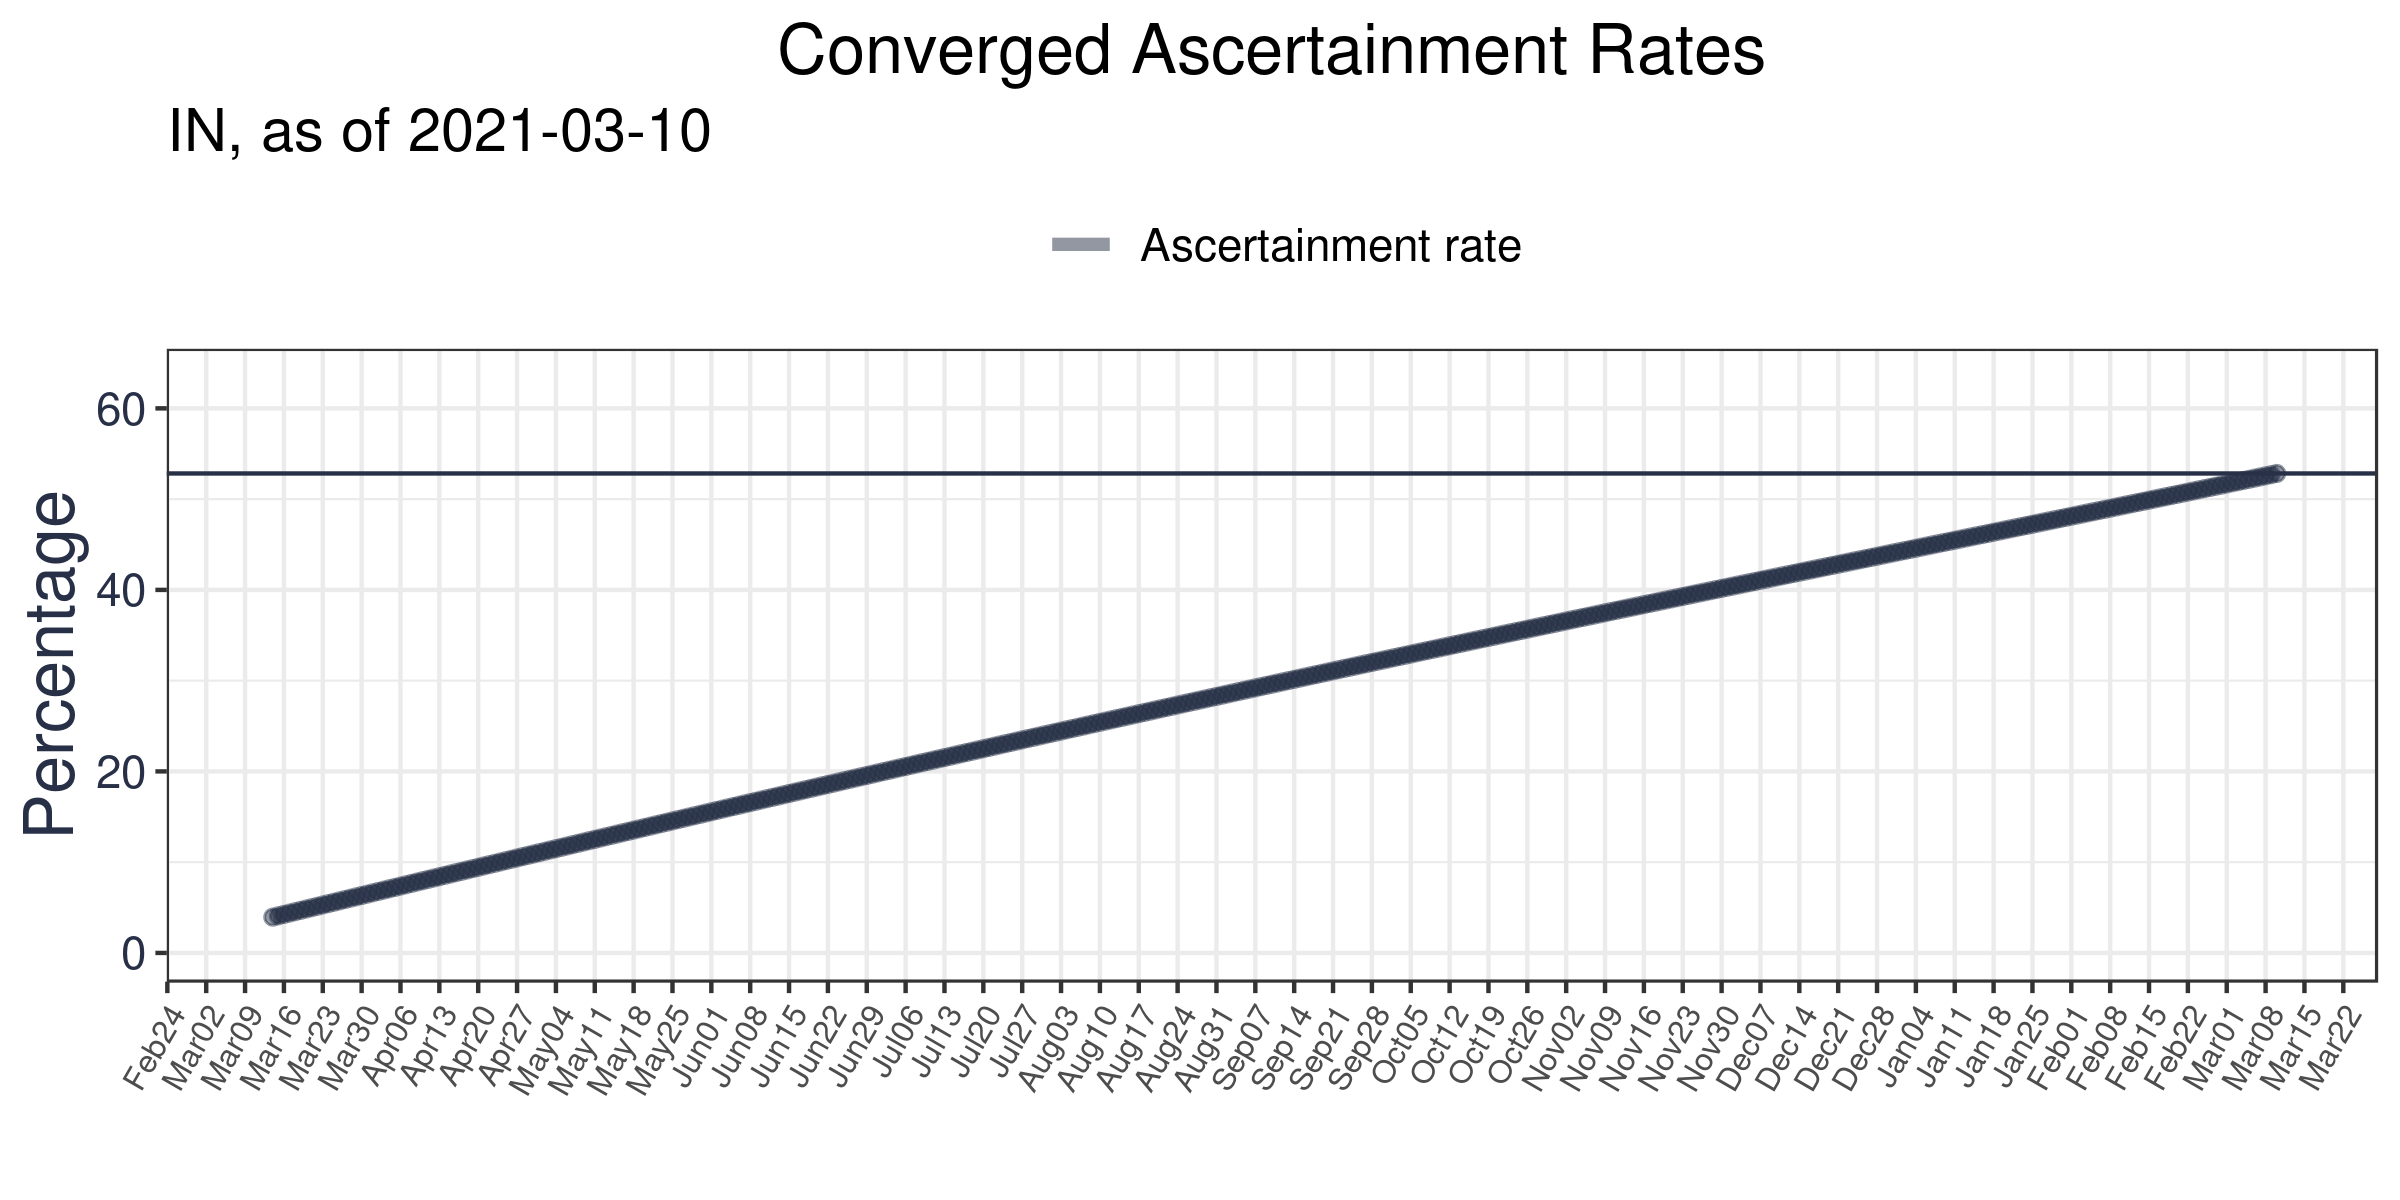 Converged Ascertainment Rates
IN, as of 2021-03-10
Ascertainment rate
Percentage
60
40
20
0
Feb24 Mar02 Mar09 Mar16 Mar23 Mar30 Apr06 Apr13 Apr20 Apr27 May04 May11 May18 May25 Jun01 Jun08 Jun15 Jun22 Jun29 Jul06 Jul13 Jul20 Jul27 Aug03 Aug10 Aug17 Aug24 Aug31 Sep07 Sep14 Sep21 Sep28 Oct05 Oct12 Oct19 Oct26 Nov02 Nov09 Nov16 Nov23 Nov30 Dec07 Dec14 Dec21 Dec28 Jan04 Jan11 Jan18 Jan25 Feb01 Feb08 Feb15 Feb22 Mar01 Mar08 Mar15 Mar22